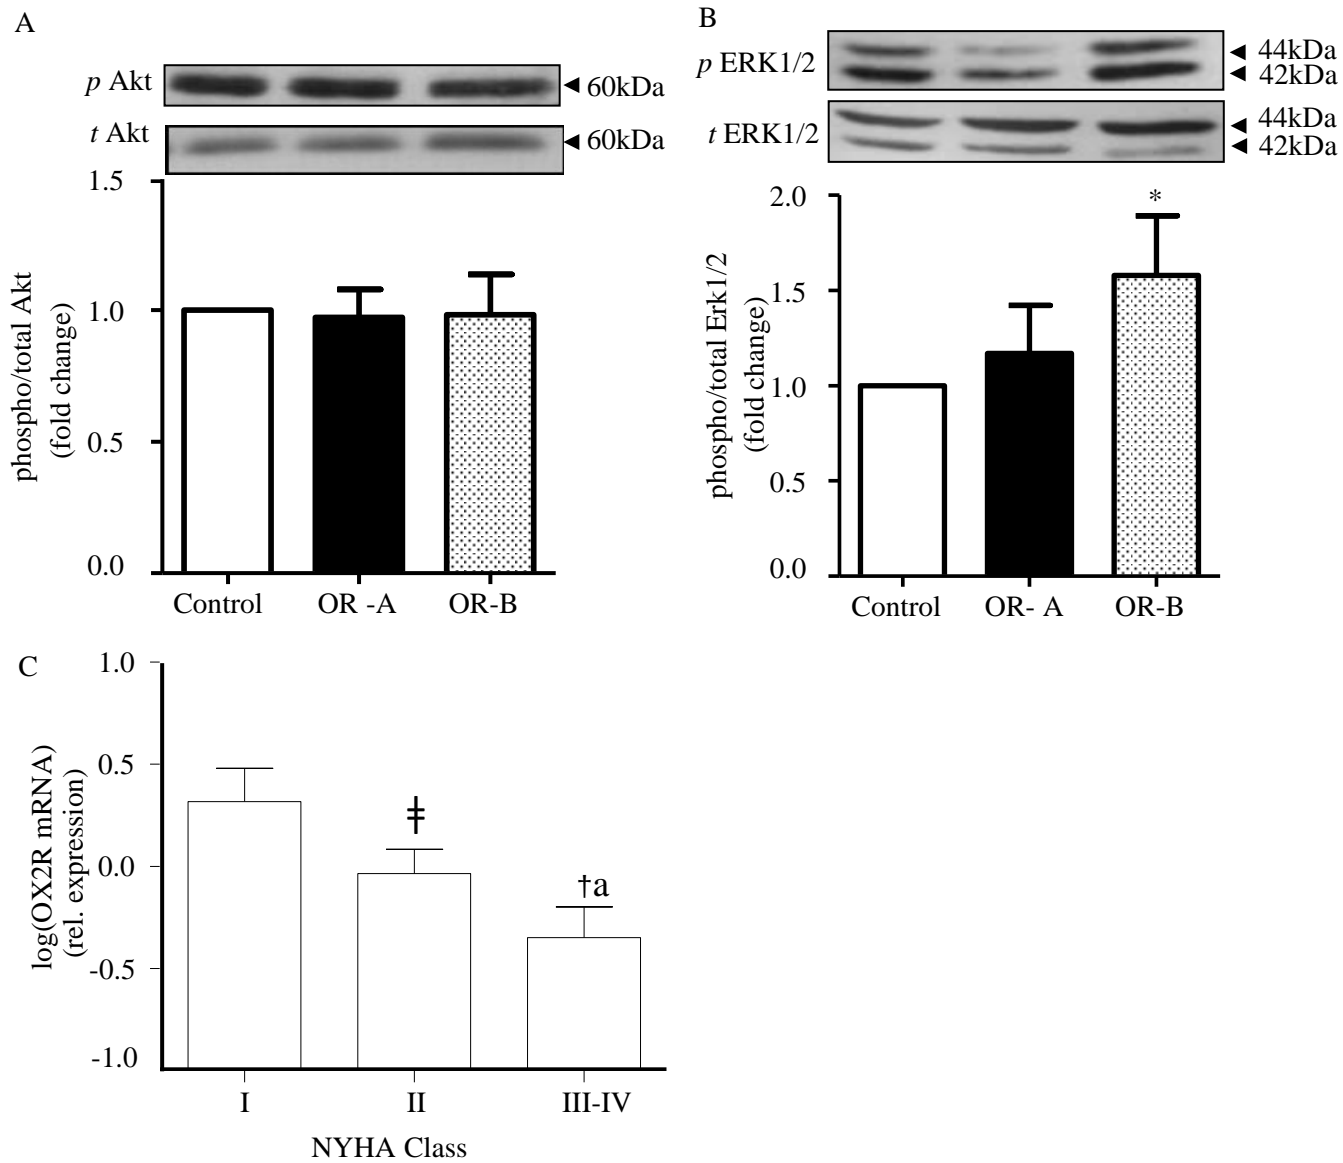 A
p Akt
60kDa
t Akt
60kDa
1.5
1.0
0.5
0.0
phospho/total Akt
(fold change)
Control
OR -A
OR-B
B
p ERK1/2
44kDa
42kDa
t ERK1/2
44kDa
42kDa
2.0
1.5
1.0
0.5
0.0
*
phospho/total Erk1/2
(fold change)
Control
OR- A
OR-B
C
1.0
0.5
0.0
-0.5
-1.0
log(OX2R mRNA)
(rel. expression)
‡
†a
I
II
III-IV
NYHA Class